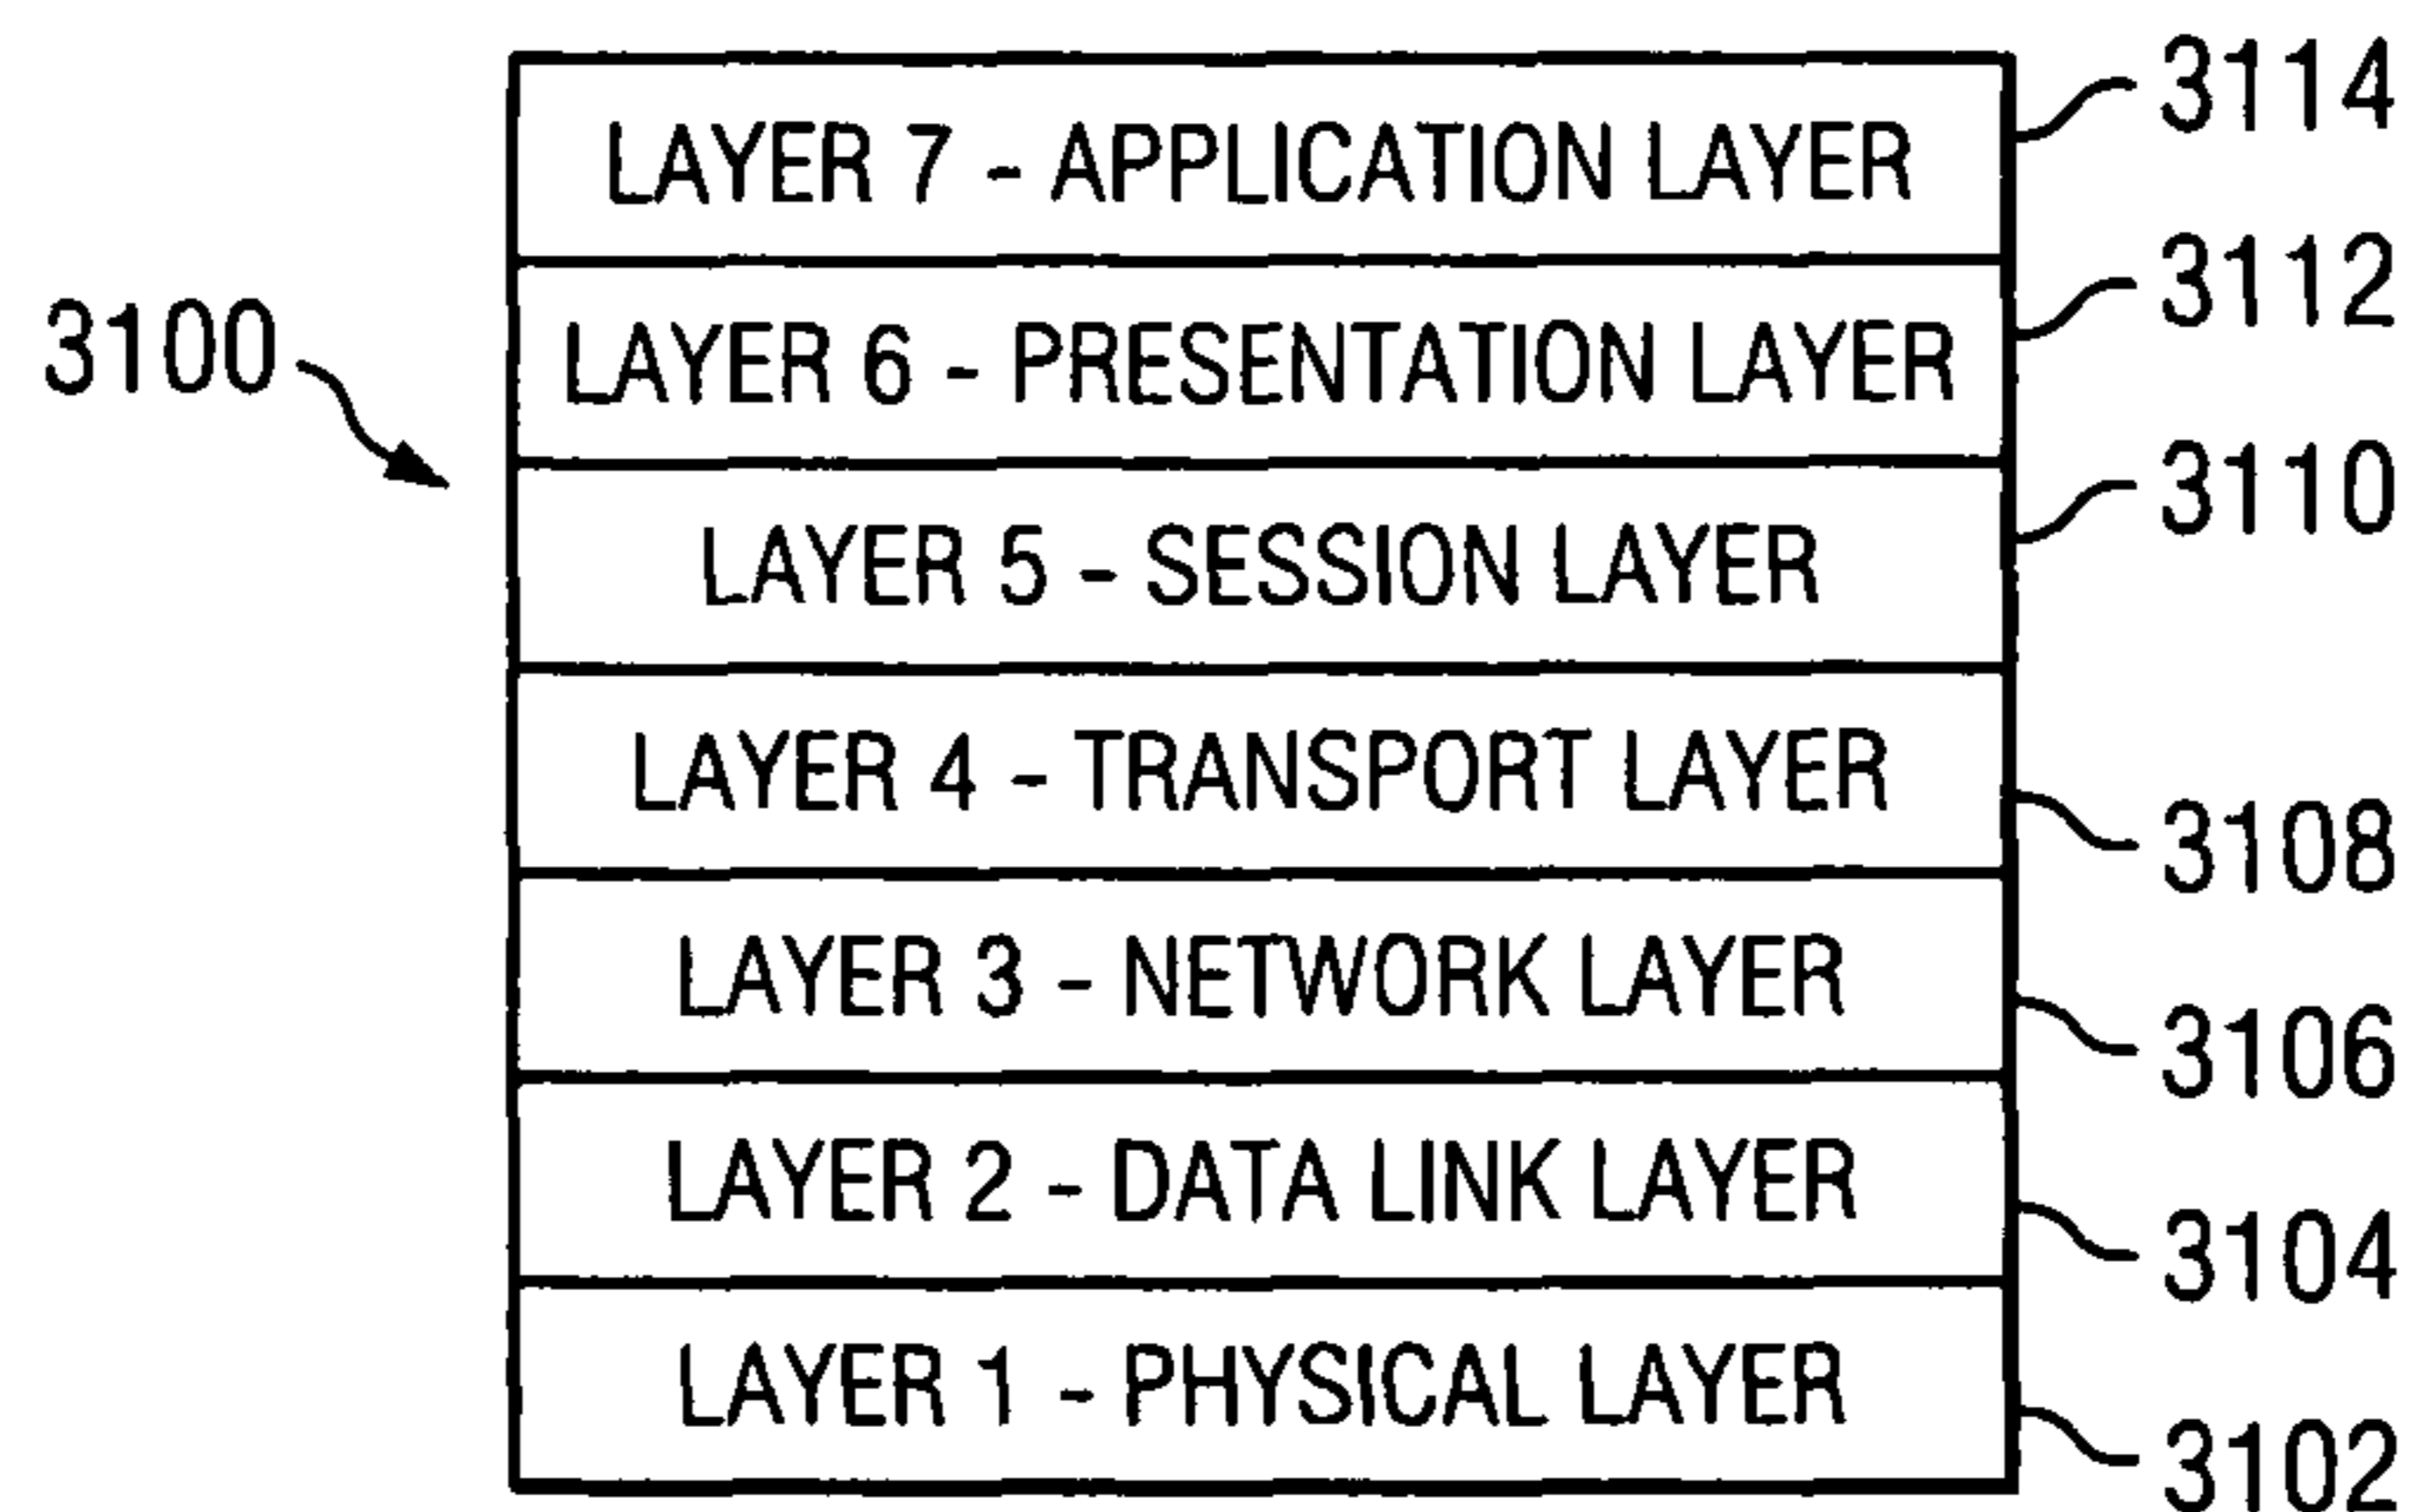 3114
LAYER 7 - APPLICATION LAYER
3112
LAYER 6 - PRESENTATION LAYER
3100
3110
LAYER 5 - SESSION LAYER
LAYER 4 - TRANSPORT LAYER
3108
LAYER 3 - NETWORK LAYER
3106
LAYER 2 - DATA LINK LAYER
3104
LAYER 1 - PHYSICAL LAYER
3102